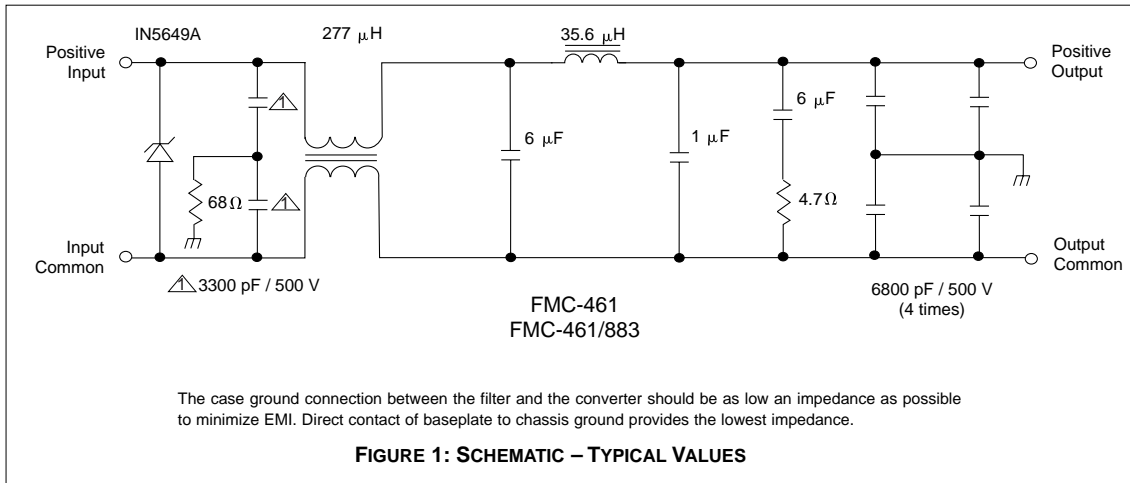 IN5649A
277 μH
35.6 μH
Positive
Input
Positive
Output
1
6 μF
6 μF
1 μF
68Ω
1
4.7Ω
Input
Common
Output
Common
1 3300 pF / 500 V
6800 pF / 500 V
(4 times)
FMC-461
FMC-461/883
The case ground connection between the filter and the converter should be as low an impedance as possible
to minimize EMI. Direct contact of baseplate to chassis ground provides the lowest impedance.
FIGURE 1: SCHEMATIC – TYPICAL VALUES